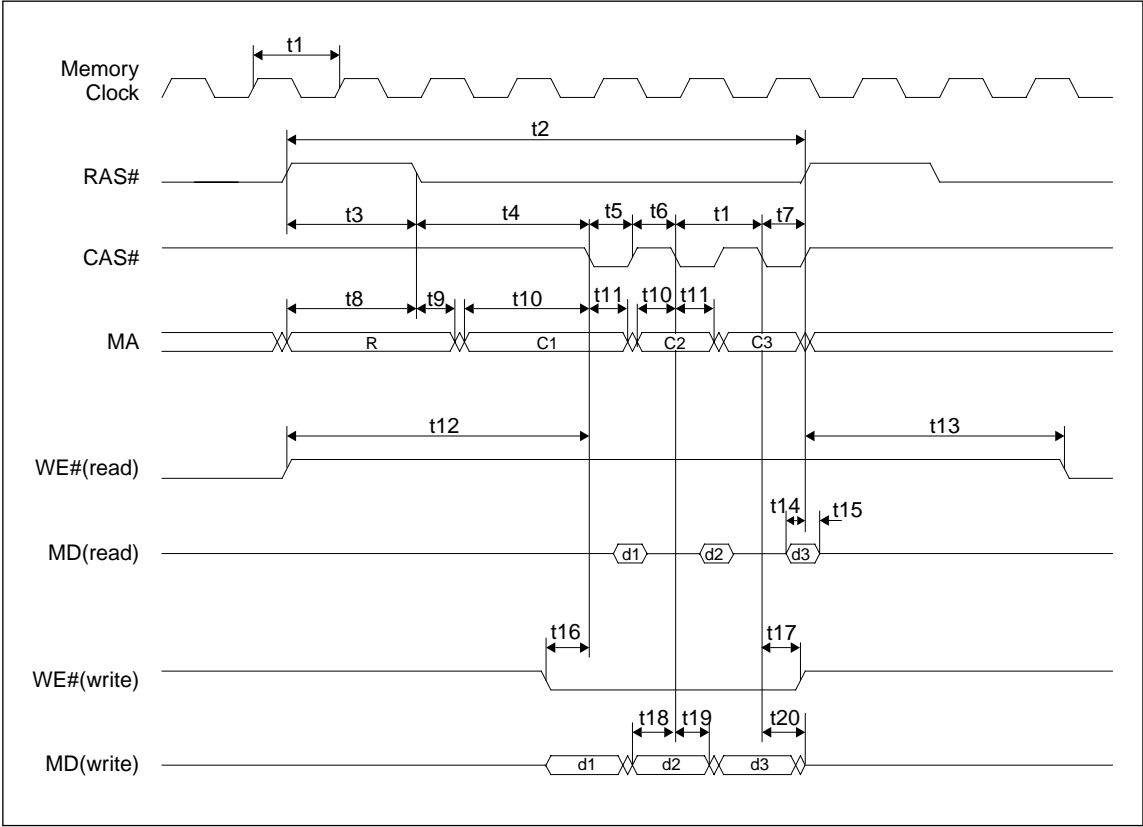 t1
Memory
Clock
t2
RAS#
t3 t4 t5 t6 t1 t7
CAS#
t8 t9 t10 t11 t10 t11
MA R C1 C2 C3
t12 t13
WE#(read)
t14 t15
MD(read) d1 d2 d3
t16 t17
WE#(write)
t18 t19 t20
MD(write) d1 d2 d3